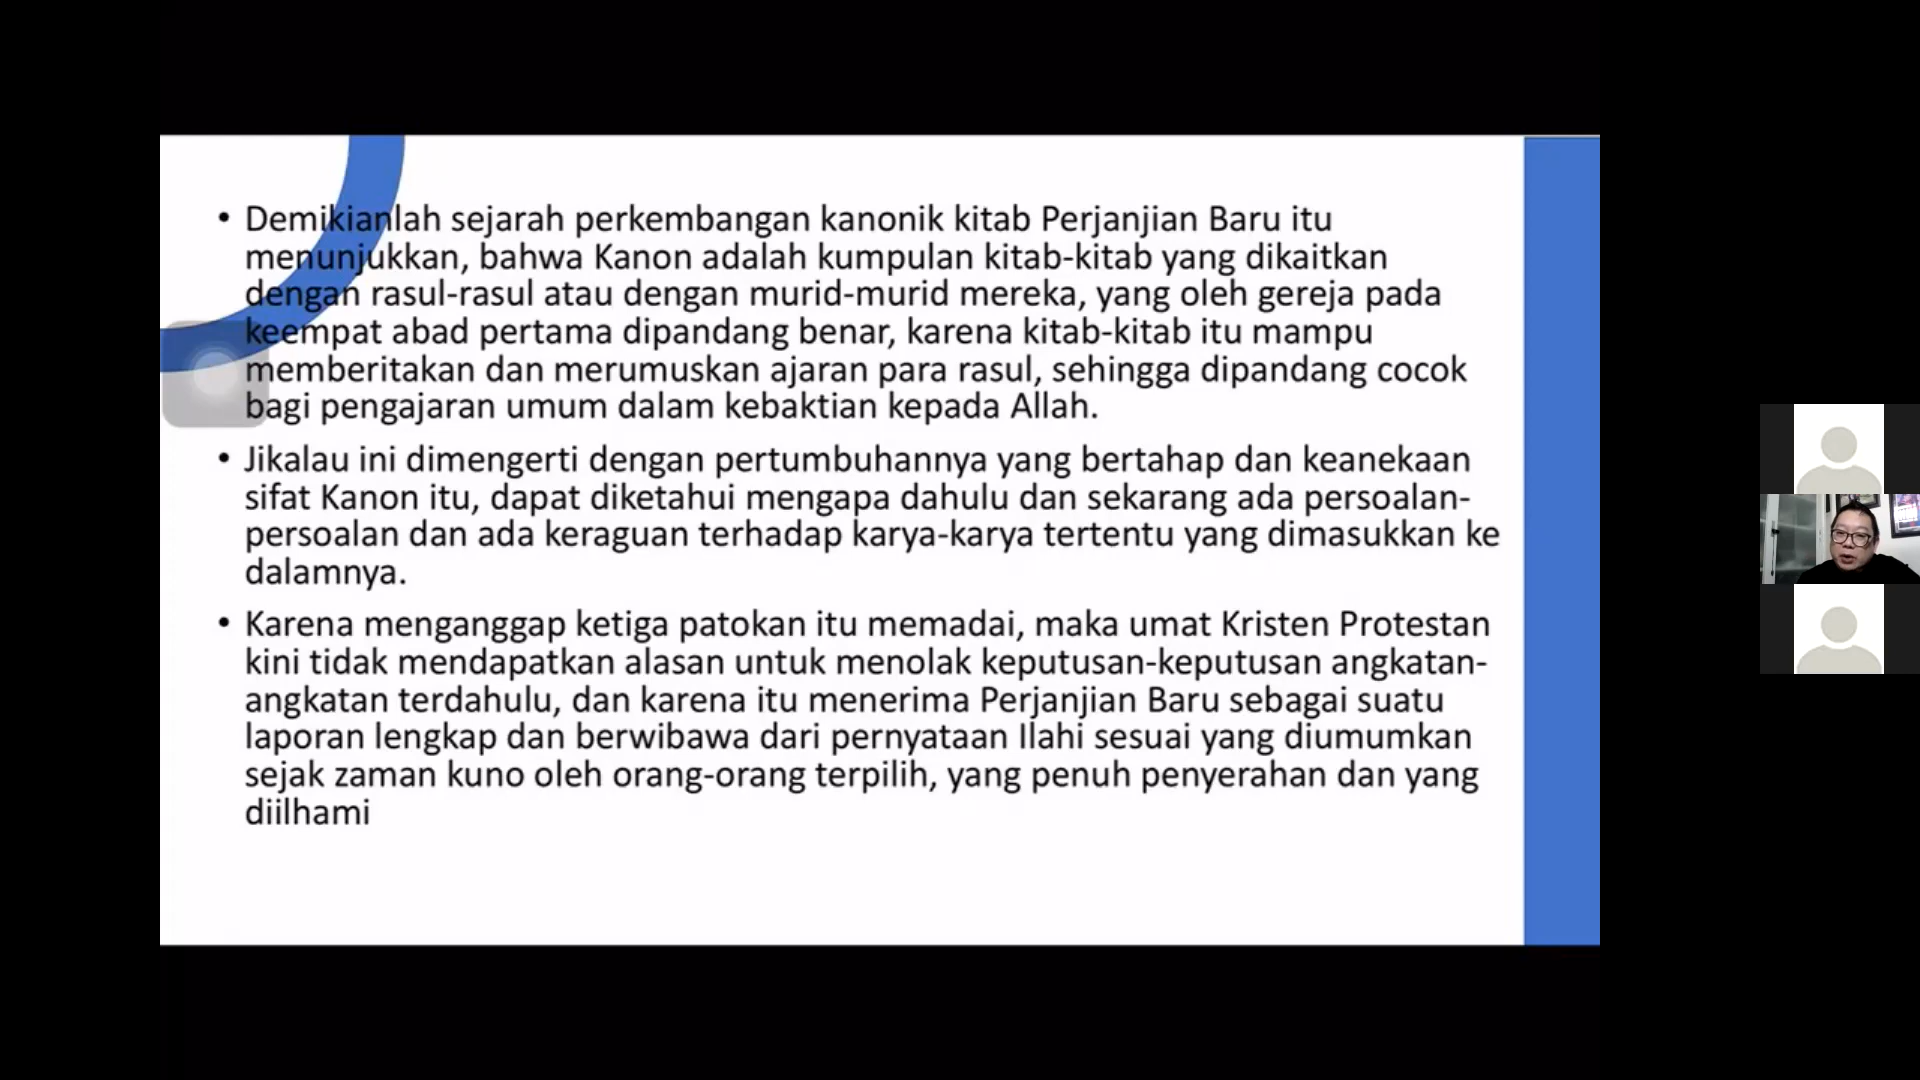 • Demikianlah sejarah perkembangan kanonik kitab Perjanjian Baru itu
menunjukkan, bahwa Kanon adalah kumpulan kitab-kitab yang dikaitkan
dengan rasul-rasul atau dengan murid-murid mereka, yang oleh gereja pada
keempat abad pertama dipandang benar, karena kitab-kitab itu mampu
memberitakan dan merumuskan ajaran para rasul, sehingga dipandang cocok
bagi pengajaran umum dalam kebaktian kepada Allah.
• Jikalau ini dimengerti dengan pertumbuhannya yang bertahap dan keanekaan
sifat Kanon itu, dapat diketahui mengapa dahulu dan sekarang ada persoalan-
persoalan dan ada keraguan terhadap karya-karya tertentu yang dimasukkan ke
dalamnya.
• Karena menganggap ketiga patokan itu memadai, maka umat Kristen Protestan
kini tidak mendapatkan alasan untuk menolak keputusan-keputusan angkatan-
angkatan terdahulu, dan karena itu menerima Perjanjian Baru sebagai suatu
laporan lengkap dan berwibawa dari pernyataan Ilahi sesuai yang diumumkan
sejak zaman kuno oleh orang-orang terpilih, yang penuh penyerahan dan yang
diilhami